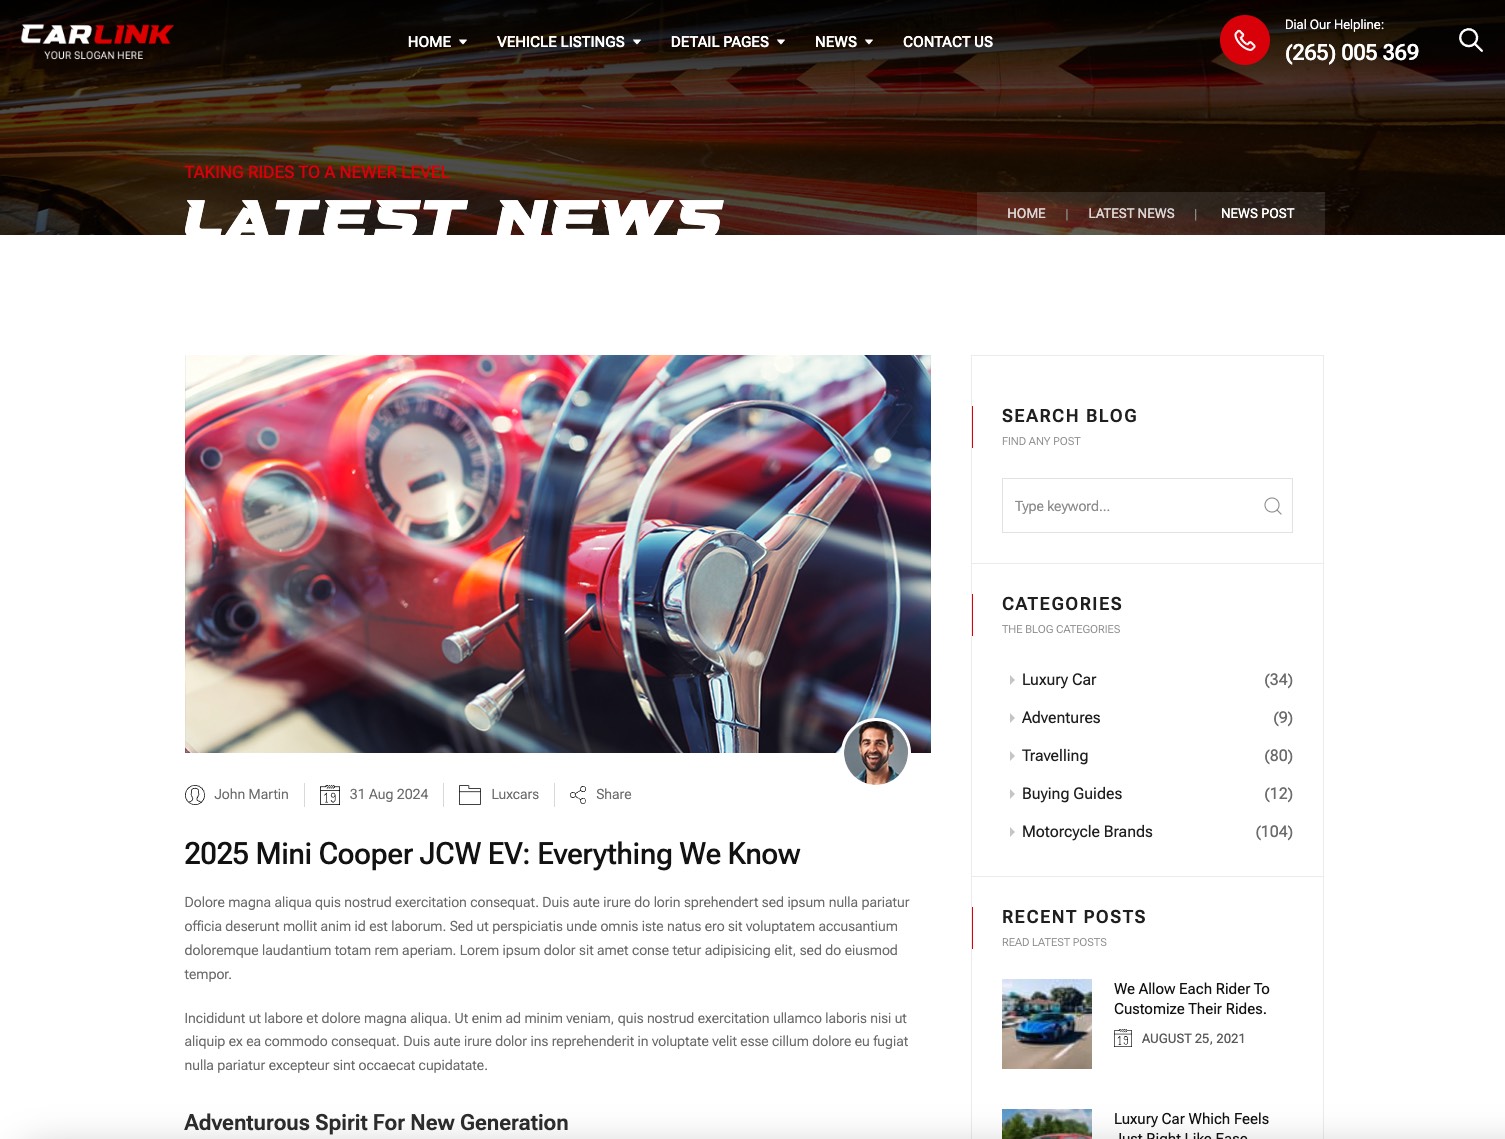 CARLINK
YOUR SLOGAN HERE
HOME
VEHICLE LISTINGS
DETAIL PAGES
NEWS
CONTACT US
Dial Our Helpline:
(265) 005 369
TAKING RIDES TO A NEWER LEVEL
LATEST NEWS
HOME | LATEST NEWS | NEWS POST
John Martin
19
31 Aug 2024
Luxcars
Share
2025 Mini Cooper JCW EV: Everything We Know
Dolore magna aliqua quis nostrud exercitation consequat. Duis aute irure do lorin sprehendert sed ipsum nulla pariatur
officia deserunt mollit anim id est laborum. Sed ut perspiciatis unde omnis iste natus ero sit voluptatem accusantium
doloremque laudantium totam rem aperiam. Lorem ipsum dolor sit amet conse tetur adipisicing elit, sed do eiusmod
tempor.
Incididunt ut labore et dolore magna aliqua. Ut enim ad minim veniam, quis nostrud exercitation ullamco laboris nisi ut
aliquip ex ea commodo consequat. Duis aute irure dolor ins reprehenderit in voluptate velit esse cillum dolore eu fugiat
nulla pariatur excepteur sint occaecat cupidatate.
Adventurous Spirit For New Generation
SEARCH BLOG
FIND ANY POST
Type keyword...
CATEGORIES
THE BLOG CATEGORIES
Luxury Car (34)
Adventures (9)
Travelling (80)
Buying Guides (12)
Motorcycle Brands (104)
RECENT POSTS
READ LATEST POSTS
We Allow Each Rider To
Customize Their Rides.
19
AUGUST 25, 2021
Luxury Car Which Feels
Just Right Like Ease